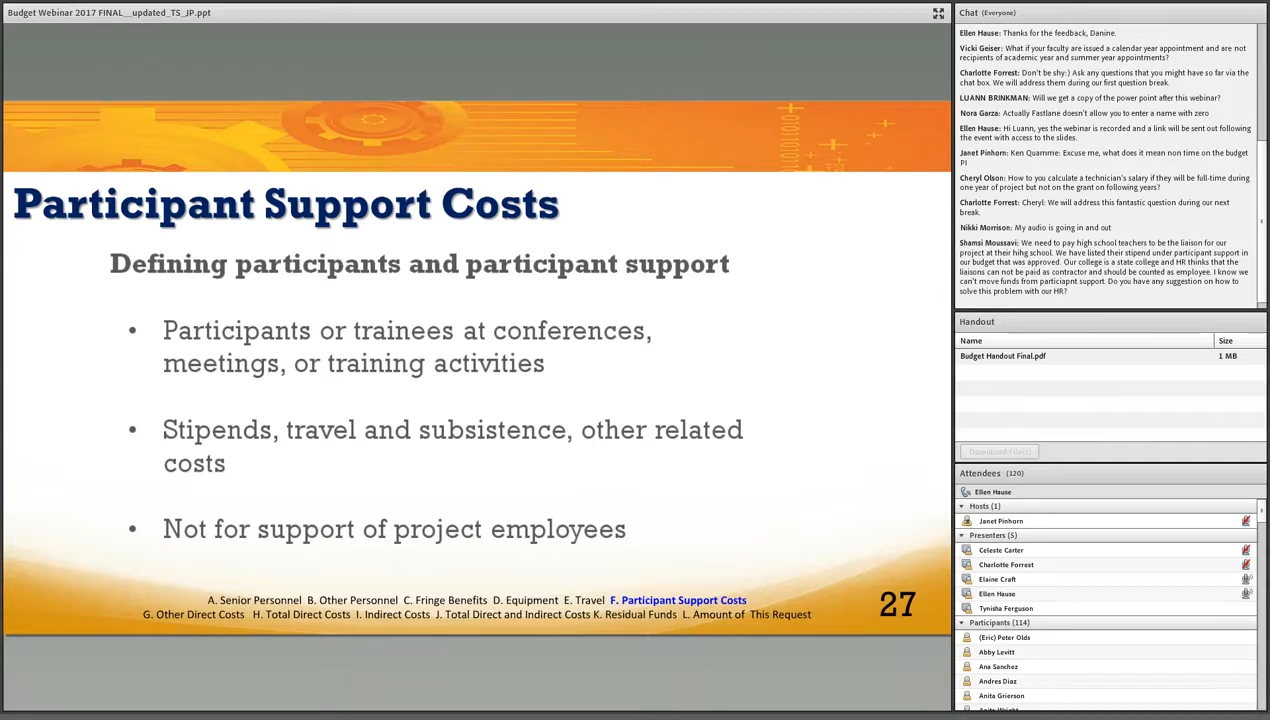 Budget Webinar 2017 FINAL__updated_TS_JP.ppt
Participant Support Costs
Defining participants and participant support
• Participants or trainees at conferences,
meetings, or training activities
• Stipends, travel and subsistence, other related
costs
• Not for support of project employees
A. Senior Personnel B. Other Personnel C. Fringe Benefits D. Equipment E. Travel F. Participant Support Costs
G. Other Direct Costs H. Total Direct Costs I. Indirect Costs J. Total Direct and Indirect Costs K. Residual Funds L. Amount of This Request
27
Chat (Everyone)
Ellen Hause: Thanks for the feedback, Danine.
Vicki Geiser: What if your faculty are issued a calendar year appointment and are not
recipients of academic year and summer year appointments?
Charlotte Forrest: Don't be shy:) Ask any questions that you might have so far via the
chat box. We will address them during our first question break.
LUANN BRINKMAN: Will we get a copy of the power point after this webinar?
Nora Garza: Actually Fastlane doesn't allow you to enter a name with zero
Ellen Hause: Hi Luann, yes the webinar is recorded and a link will be sent out following
the event with access to the slides.
Janet Pinhorn: Ken Quamme: Excuse me, what does it mean non time on the budget
PI
Cheryl Olson: How to you calculate a technician's salary if they will be full-time during
one year of project but not on the grant on following years?
Charlotte Forrest: Cheryl: We will address this fantastic question during our next
break.
Nikki Morrison: My audio is going in and out
Shamsi Moussavi: We need to pay high school teachers to be the liaison for our
project at their hihg school. We have listed their stipend under participant support in
our budget that was approved. Our college is a state college and HR thinks that the
liaisons can not be paid as contractor and should be counted as employee. I know we
can't move funds from particiapnt support. Do you have any suggestion on how to
solve this problem with our HR?
Handout
Name Size
Budget Handout Final.pdf 1 MB
Download File(s)
Attendees (120)
Ellen Hause
Hosts (1)
Janet Pinhorn
Presenters (5)
Celeste Carter
Charlotte Forrest
Elaine Craft
Ellen Hause
Tynisha Ferguson
Participants (114)
(Eric) Peter Olds
Abby Levitt
Ana Sanchez
Andres Diaz
Anita Grierson